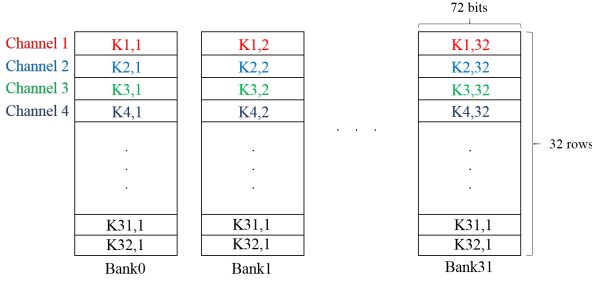 72 bits
Channel 1 K1,1 K1,2 K1,32
Channel 2 K2,1 K2,2 K2,32
Channel 3 K3,1 K3,2 K3,32
Channel 4 K4,1 K4,2 K4,32
. . .
32 rows
K31,1 K31,1 K31,1
K32,1 K32,1 K32,1
Bank0 Bank1 Bank31